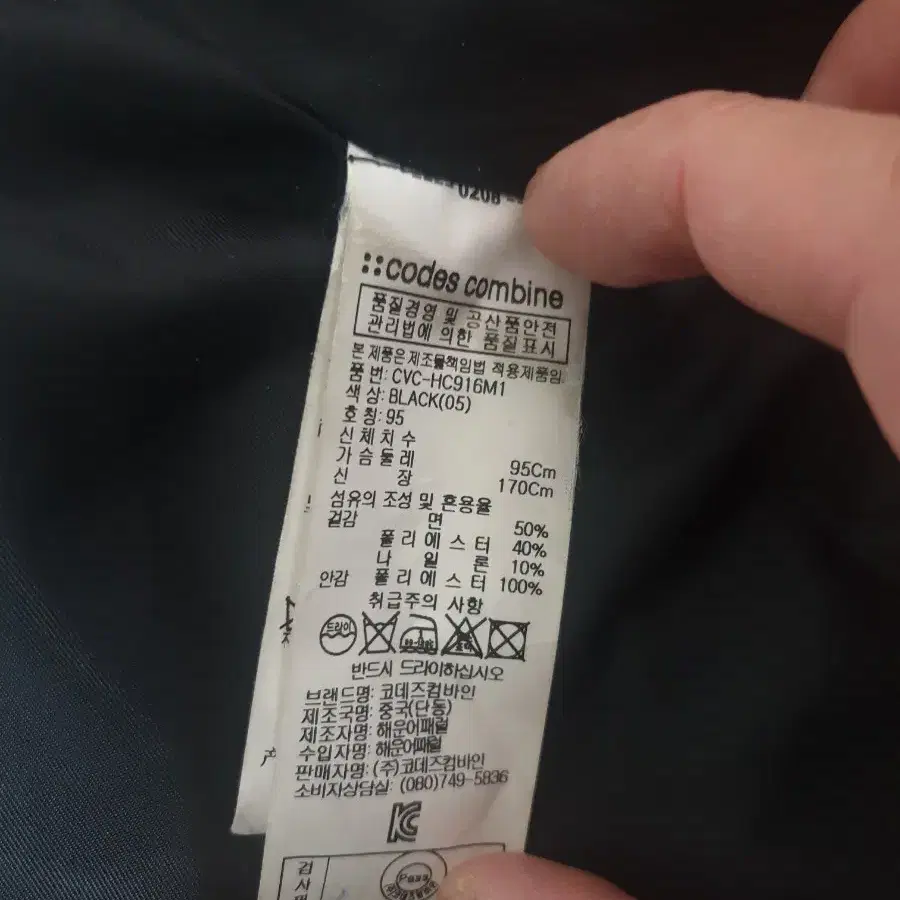 0208
codes combine
품질경영 및 공산품안전
관리법에 의한 품질표시
본 제품은 제조물책임법 적용제품임
품 번: CVC-HC916M1
색 상: BLACK(05)
호 칭: 95
신 체 치 수
가 슴 둘 레 95Cm
신 장 170Cm
섬유의 조성 및 혼용율
겉감 면 50%
폴 리 에 스 터 40%
나 일 론 10%
안감 폴 리 에 스 터 100%
취급주의 사항
드라이
반드시 드라이하십시오
브랜드명: 코데즈컴바인
제조국명: 중국(단동)
제조자명: 해운어패럴
수입자명: 해운어패럴
판매자명: (주)코데즈컴바인
소비자상담실: (080)749-5836
검
사
Pass